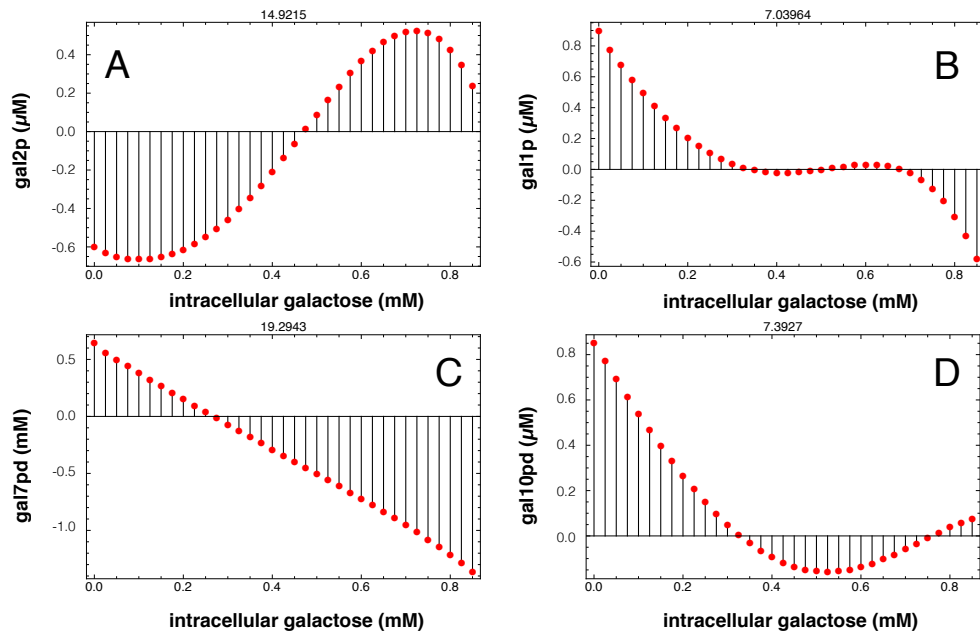 14.9215
A
gal2p (µM)
0.4
0.2
0.0
-0.2
-0.4
-0.6
0.0 0.2 0.4 0.6 0.8
intracellular galactose (mM)
7.03964
B
gal1p (µM)
0.8
0.6
0.4
0.2
0.0
-0.2
-0.4
-0.6
0.0 0.2 0.4 0.6 0.8
intracellular galactose (mM)
19.2943
C
gal7pd (mM)
0.5
0.0
-0.5
-1.0
0.0 0.2 0.4 0.6 0.8
intracellular galactose (mM)
7.3927
D
gal10pd (µM)
0.8
0.6
0.4
0.2
0.0
0.0 0.2 0.4 0.6 0.8
intracellular galactose (mM)